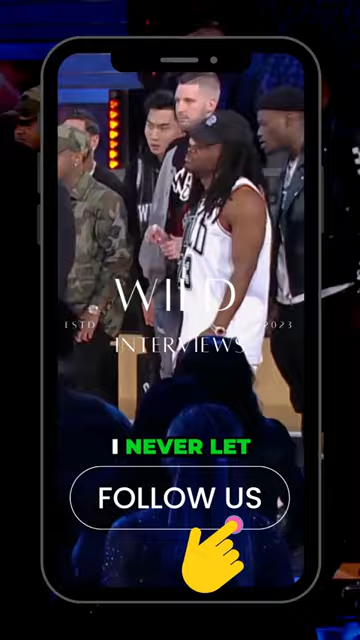 WILD
ESTD 2023
INTERVIEWS
I NEVER LET
FOLLOW US